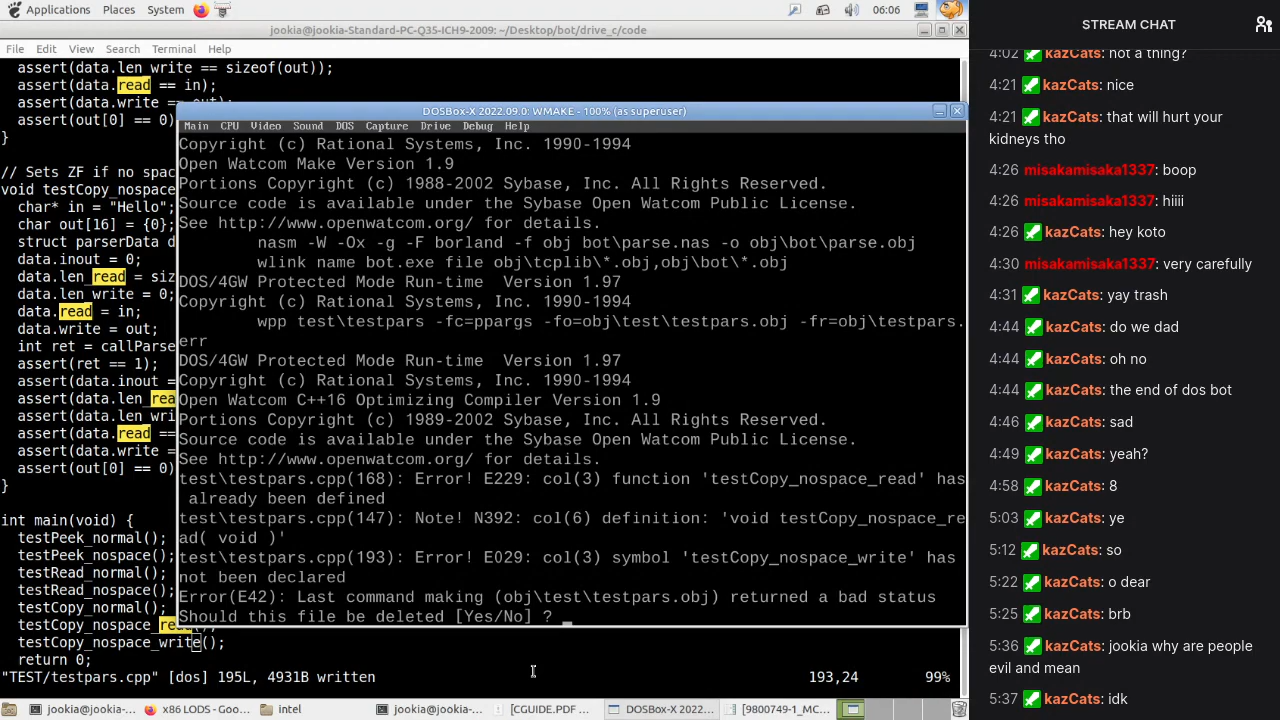 Applications Places System 06:06
jookia@jookia-Standard-PC-Q35-ICH9-2009: ~/Desktop/bot/drive_c/code
File Edit View Search Terminal Help
assert(data.len_write == sizeof(out));
assert(data.read == in);
assert(data.write == out);
assert(out[0] == 0)
}
// Sets ZF if no spac
void testCopy_nospace
char* in = "Hello";
char out[16] = {0};
struct parserData d
data.inout = 0;
data.len_read = siz
data.len_write = 0;
data.read = in;
data.write = out;
int ret = callParse
assert(ret == 1);
assert(data.inout =
assert(data.len_rea
assert(data.len_wri
assert(data.read ==
assert(data.write =
assert(out[0] == 0)
}
int main(void) {
testPeek_normal();
testPeek_nospace();
testRead_normal();
testRead_nospace();
testCopy_normal();
testCopy_nospace_read();
testCopy_nospace_write();
return 0;
"TEST/testpars.cpp" [dos] 195L, 4931B written 193,24 99%
DOSBox-X 2022.09.0: WMAKE - 100% (as superuser)
Main CPU Video Sound DOS Capture Drive Debug Help
Copyright (c) Rational Systems, Inc. 1990-1994
Open Watcom Make Version 1.9
Portions Copyright (c) 1988-2002 Sybase, Inc. All Rights Reserved.
Source code is available under the Sybase Open Watcom Public License.
See http://www.openwatcom.org/ for details.
nasm -W -Ox -g -F borland -f obj bot\parse.nas -o obj\bot\parse.obj
wlink name bot.exe file obj\tcplib\*.obj,obj\bot\*.obj
DOS/4GW Protected Mode Run-time Version 1.97
Copyright (c) Rational Systems, Inc. 1990-1994
wpp test\testpars -fc=ppargs -fo=obj\test\testpars.obj -fr=obj\testpars.
err
DOS/4GW Protected Mode Run-time Version 1.97
Copyright (c) Rational Systems, Inc. 1990-1994
Open Watcom C++16 Optimizing Compiler Version 1.9
Portions Copyright (c) 1989-2002 Sybase, Inc. All Rights Reserved.
Source code is available under the Sybase Open Watcom Public License.
See http://www.openwatcom.org/ for details.
test\testpars.cpp(168): Error! E229: col(3) function 'testCopy_nospace_read' has
already been defined
test\testpars.cpp(147): Note! N392: col(6) definition: 'void testCopy_nospace_re
ad( void )'
test\testpars.cpp(193): Error! E029: col(3) symbol 'testCopy_nospace_write' has
not been declared
Error(E42): Last command making (obj\test\testpars.obj) returned a bad status
Should this file be deleted [Yes/No] ?
jookia@jookia-... x86 LODS - Goo... intel jookia@jookia-... [CGUIDE.PDF ... DOSBox-X 2022.... [9800749-1_MC...
STREAM CHAT
4:02 kazCats: not a thing?
4:21 kazCats: nice
4:21 kazCats: that will hurt your
kidneys tho
4:26 misakamisaka1337: boop
4:26 misakamisaka1337: hiiii
4:26 kazCats: hey koto
4:30 misakamisaka1337: very carefully
4:31 kazCats: yay trash
4:44 kazCats: do we dad
4:44 kazCats: oh no
4:44 kazCats: the end of dos bot
4:46 kazCats: sad
4:49 kazCats: yeah?
4:58 kazCats: 8
5:03 kazCats: ye
5:12 kazCats: so
5:22 kazCats: o dear
5:25 kazCats: brb
5:36 kazCats: jookia why are people
evil and mean
5:37 kazCats: idk